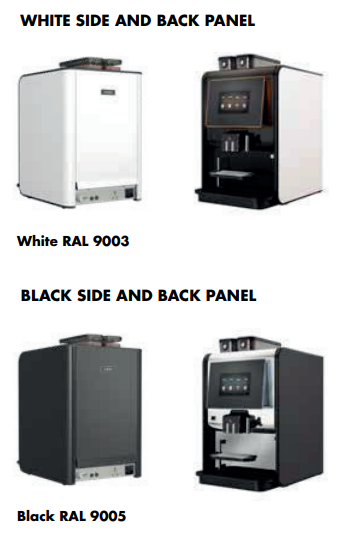 WHITE SIDE AND BACK PANEL
White RAL 9003
BLACK SIDE AND BACK PANEL
Black RAL 9005